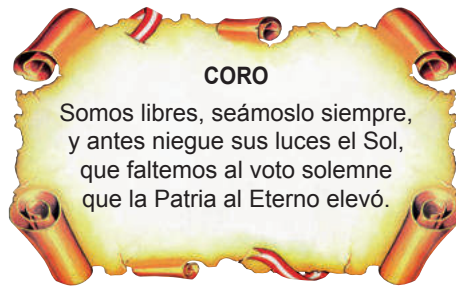 CORO
Somos libres, seámoslo siempre,
y antes niegue sus luces el Sol,
que faltemos al voto solemne
que la Patria al Eterno elevó.